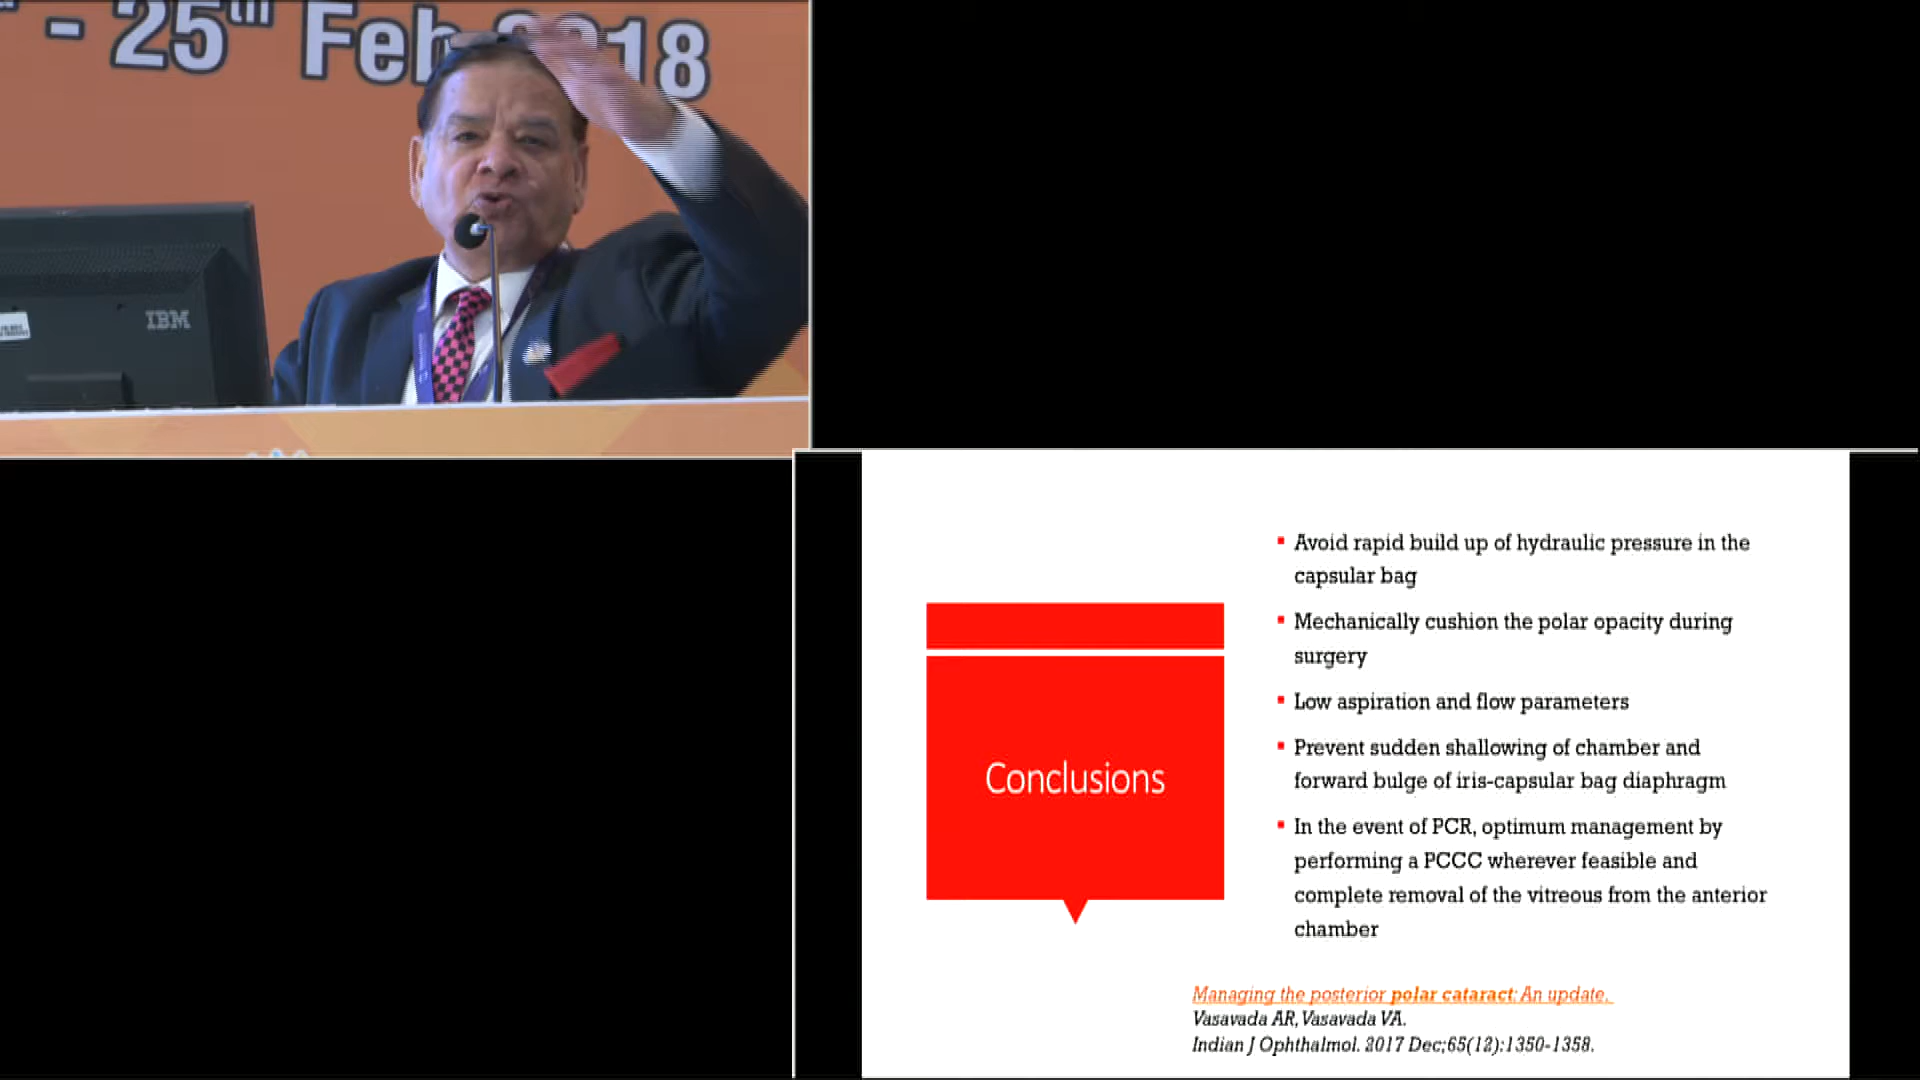 - 25th Feb 2018
IBM
Avoid rapid build up of hydraulic pressure in the
capsular bag
Mechanically cushion the polar opacity during
surgery
Low aspiration and flow parameters
Prevent sudden shallowing of chamber and
forward bulge of iris-capsular bag diaphragm
In the event of PCR, optimum management by
performing a PCCC wherever feasible and
complete removal of the vitreous from the anterior
chamber
Conclusions
Managing the posterior polar cataract: An update.
Vasavada AR, Vasavada VA.
Indian J Ophthalmol. 2017 Dec;65(12):1350-1358.